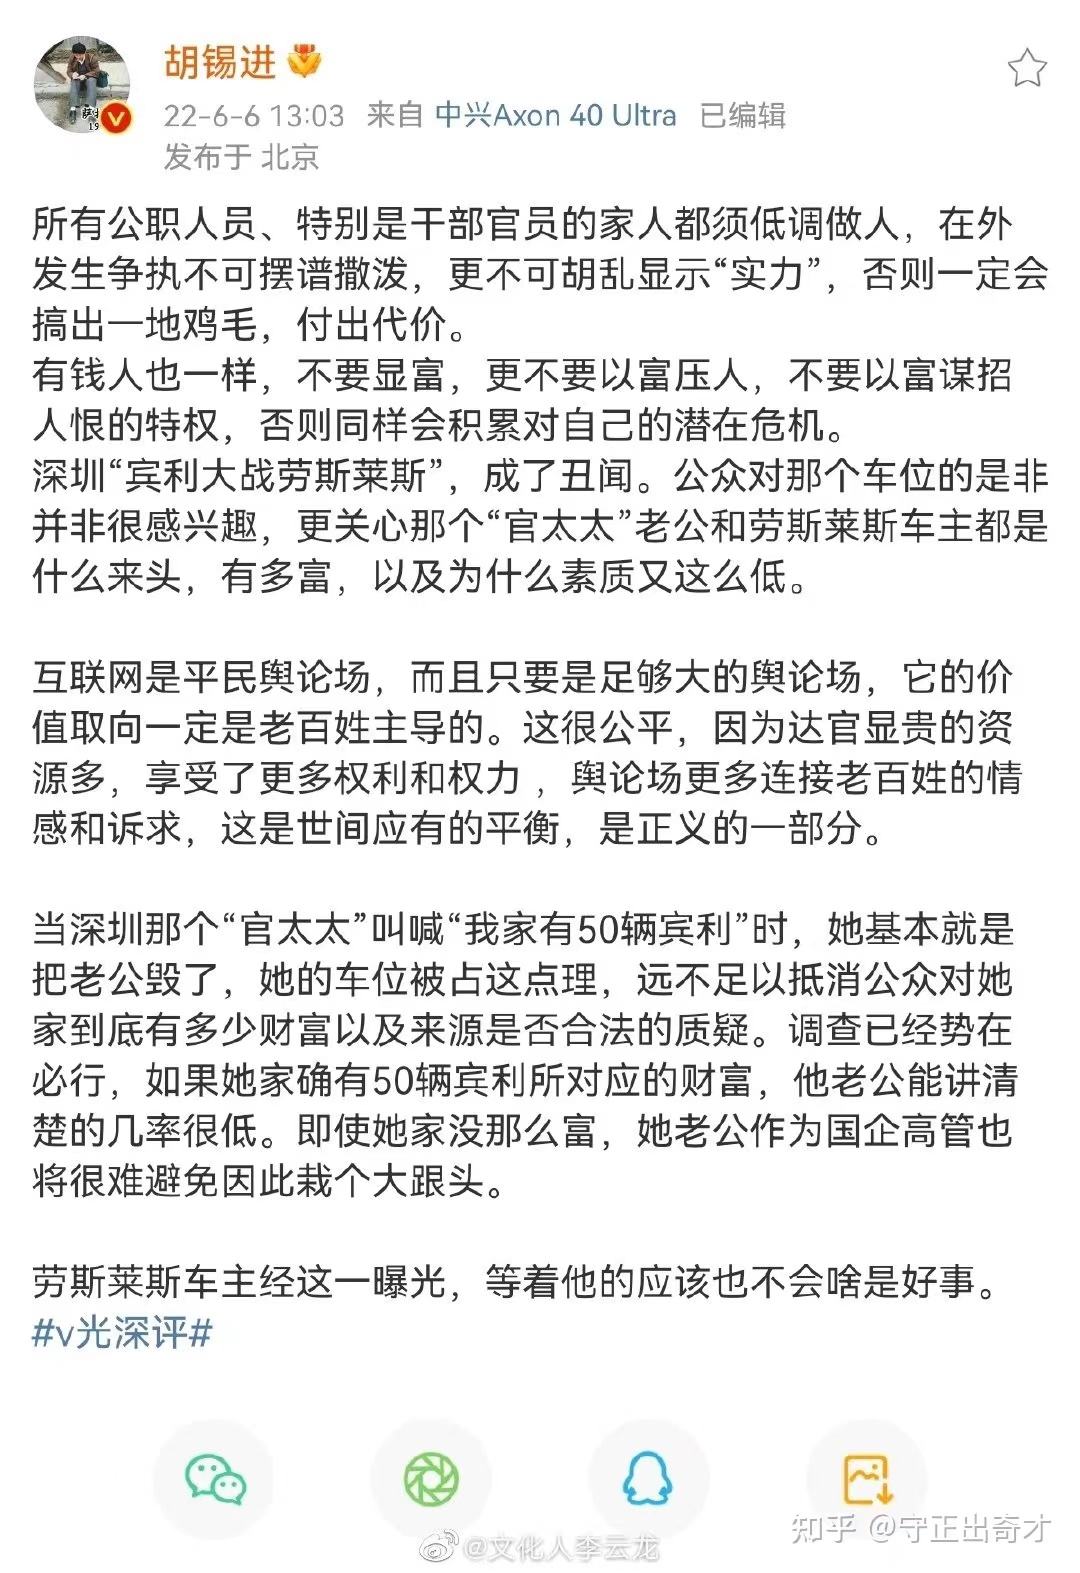 胡锡进
22-6-6 13:03 来自 中兴Axon 40 Ultra 已编辑
发布于 北京
所有公职人员、特别是干部官员的家人都须低调做人，在外
发生争执不可摆谱撒泼，更不可胡乱显示“实力”，否则一定会
搞出一地鸡毛，付出代价。
有钱人也一样，不要显富，更不要以富压人，不要以富谋招
人恨的特权，否则同样会积累对自己的潜在危机。
深圳“宾利大战劳斯莱斯”，成了丑闻。公众对那个车位的是非
并非很感兴趣，更关心那个“官太太”老公和劳斯莱斯车主都是
什么来头，有多富，以及为什么素质又这么低。
互联网是平民舆论场，而且只要是足够大的舆论场，它的价
值取向一定是老百姓主导的。这很公平，因为达官显贵的资
源多，享受了更多权利和权力，舆论场更多连接老百姓的情
感和诉求，这是世间应有的平衡，是正义的一部分。
当深圳那个“官太太”叫喊“我家有50辆宾利”时，她基本就是
把老公毁了，她的车位被占这点理，远不足以抵消公众对她
家到底有多少财富以及来源是否合法的质疑。调查已经势在
必行，如果她家确有50辆宾利所对应的财富，他老公能讲清
楚的几率很低。即使她家没那么富，她老公作为国企高管也
将很难避免因此栽个大跟头。
劳斯莱斯车主经这一曝光，等着他的应该也不会啥是好事。
#v光深评#
知乎 @守正出奇才
@文化人李云龙